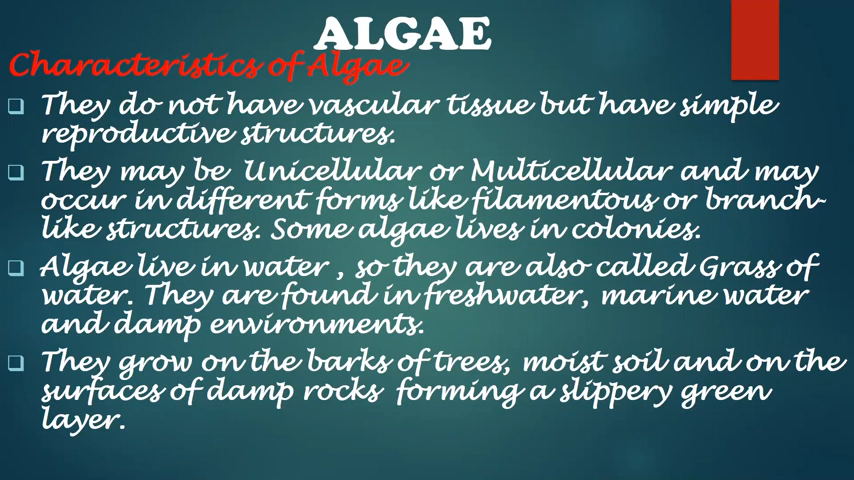 ALGAE
Characteristics of Algae
❑ They do not have vascular tissue but have simple
reproductive structures.
❑ They may be Unicellular or Multicellular and may
occur in different forms like filamentous or branch-
like structures. Some algae lives in colonies.
❑ Algae live in water , so they are also called Grass of
water. They are found in freshwater, marine water
and damp environments.
❑ They grow on the barks of trees, moist soil and on the
surfaces of damp rocks forming a slippery green
layer.